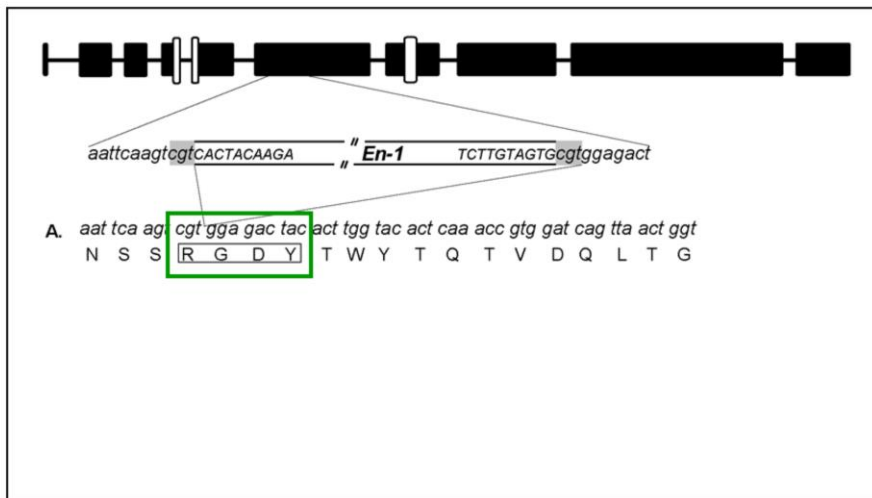 aattcaagtcgtCACTACAAGA // // En-1 TCTTGTAGTGcgtggagact
A. aat tca agt cgt gga gac tac act tgg tac act caa acc gtg gat cag tta act ggt
N S S R G D Y T W Y T Q T V D Q L T G